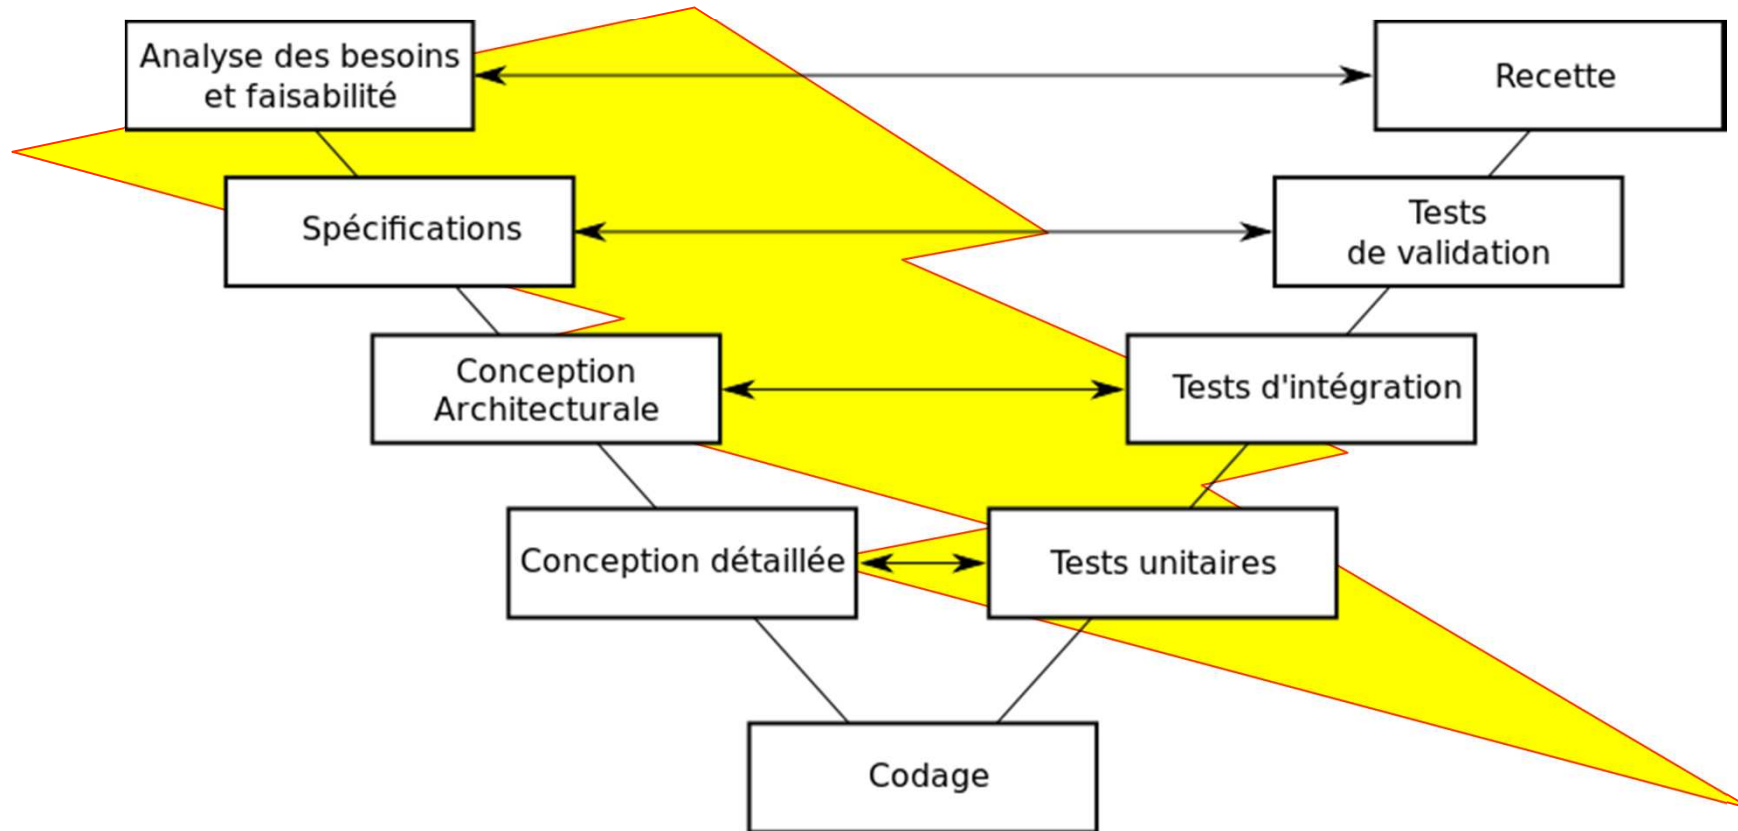 Analyse des besoins
et faisabilité
Recette
Spécifications
Tests
de validation
Conception
Architecturale
Tests d'intégration
Conception détaillée
Tests unitaires
Codage